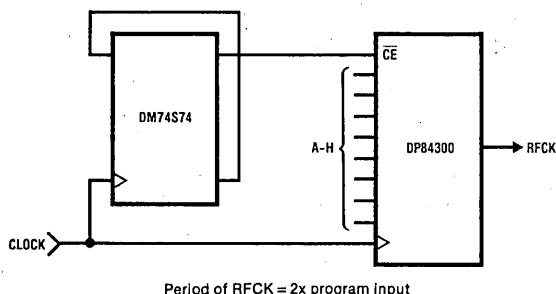 DM74S74
CE
A-H
DP84300
RFCK
CLOCK
Period of RFCK = 2x program input